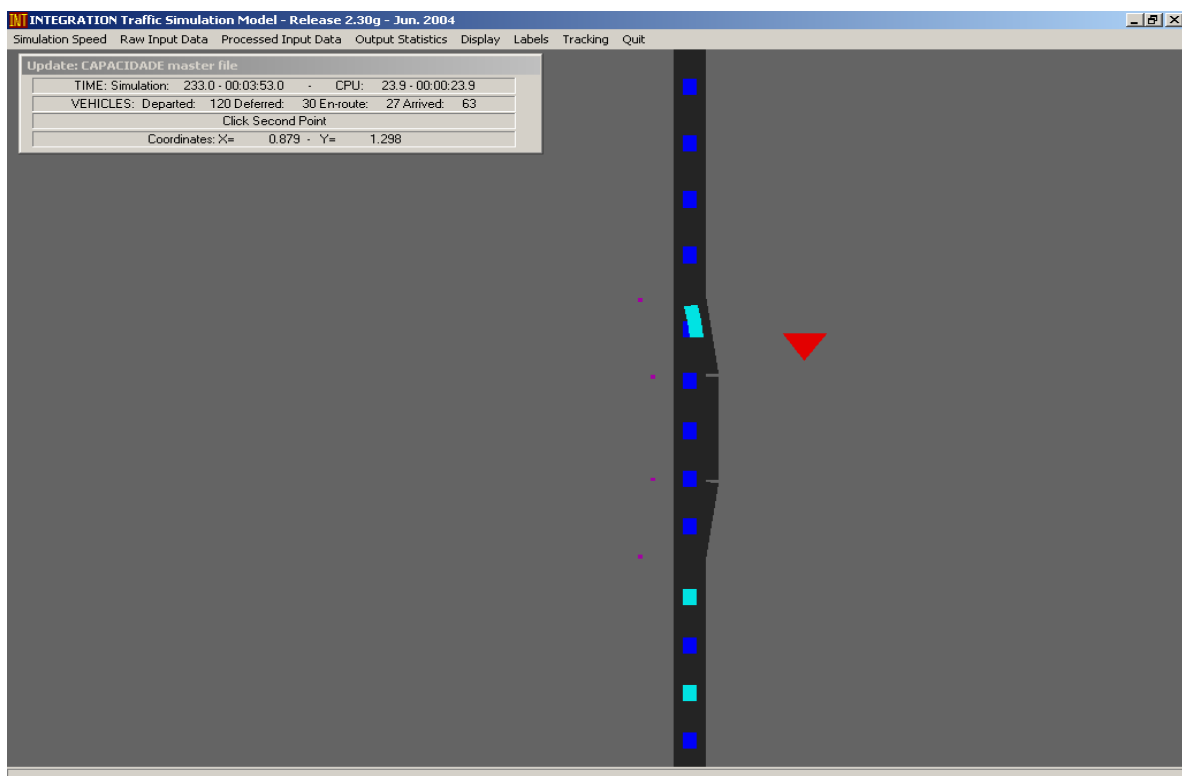 INT INTEGRATION Traffic Simulation Model - Release 2.30g - Jun. 2004
Simulation Speed Raw Input Data Processed Input Data Output Statistics Display Labels Tracking Quit
Update: CAPACIDADE master file
TIME: Simulation: 233.0 - 00:03:53.0 - CPU: 23.9 - 00:00:23.9
VEHICLES: Departed: 120 Deferred: 30 En-route: 27 Arrived: 63
Click Second Point
Coordinates: X= 0.879 - Y= 1.298